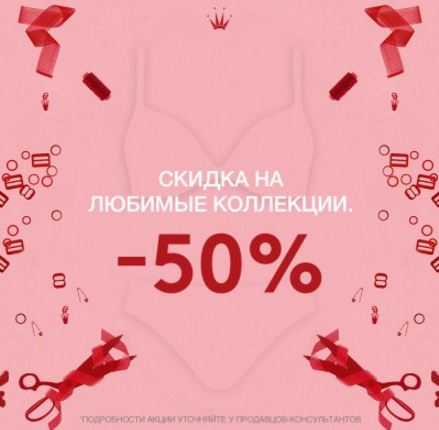 СКИДКА НА
ЛЮБИМЫЕ КОЛЛЕКЦИИ.
-50%
*ПОДРОБНОСТИ АКЦИИ УТОЧНЯЙТЕ У ПРОДАВЦОВ-КОНСУЛЬТАНТОВ